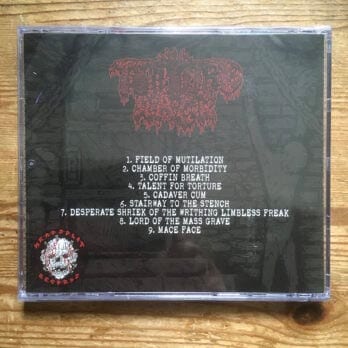 1. FIELD OF MUTILATION
2. CHAMBER OF MORBIDITY
3. COFFIN BREATH
4. TALENT FOR TORTURE
5. CADAVER CUM
6. STAIRWAY TO THE STENCH
7. DESPERATE SHRIEK OF THE WRITHING LIMBLESS FREAK
8. LORD OF THE MASS GRAVE
9. MACE FACE
RECORDS